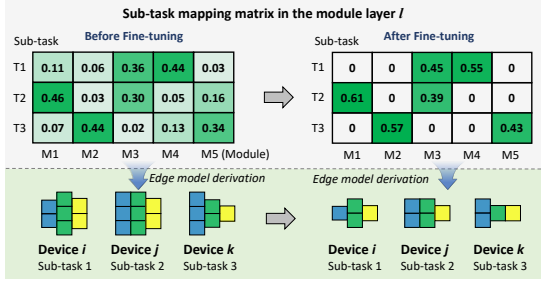 Sub-task mapping matrix in the module layer l
Sub-task Before Fine-tuning
T1 0.11 0.06 0.36 0.44 0.03
T2 0.46 0.03 0.30 0.05 0.16
T3 0.07 0.44 0.02 0.13 0.34
M1 M2 M3 M4 M5 (Module)
Sub-task After Fine-tuning
T1 0 0 0.45 0.55 0
T2 0.61 0 0.39 0 0
T3 0 0.57 0 0 0.43
M1 M2 M3 M4 M5
Edge model derivation
Edge model derivation
Device i Device j Device k
Sub-task 1 Sub-task 2 Sub-task 3
Device i Device j Device k
Sub-task 1 Sub-task 2 Sub-task 3